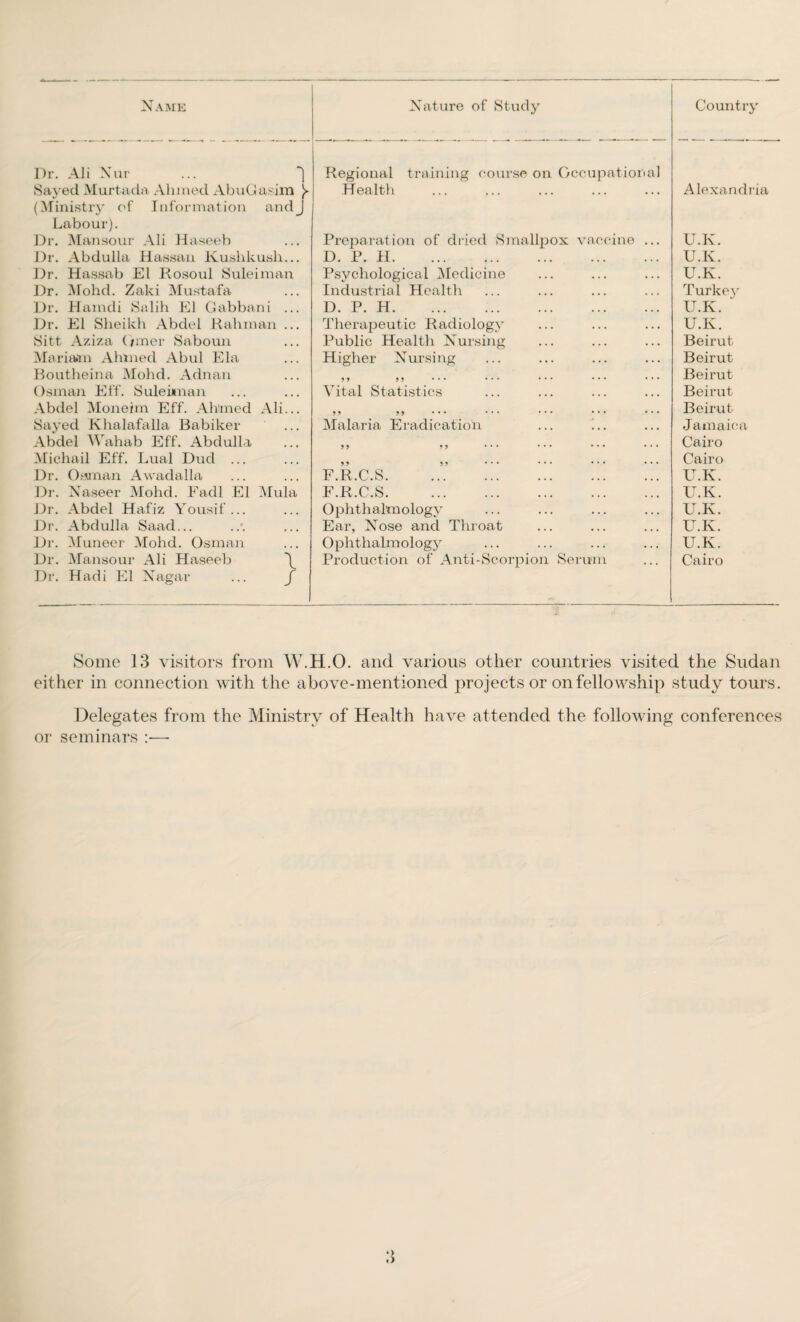 Name Nature of Study Country
Dr. Ali Nur ... } Regional training course on Occupational
Sayed Murtada Ahmed AbuGasim } Health ... ... ... ... ... Alexandria
(Ministry of Information and }
Labour).
Dr. Mansour Ali Haseeb ... Preparation of dried Smallpox vaccine ... U.K.
Dr. Abdulla Hassan Kushkush... D. P. H. ... ... ... ... ... U.K.
Dr. Hassab El Rosoul Suleiman Psychological Medicine ... ... ... U.K.
Dr. Mohd. Zaki Mustafa ... Industrial Health ... ... ... ... Turkey
Dr. Hamdi Salih El Gabbani ... D. P. H. ... ... ... ... ... U.K.
Dr. El Sheikh Abdel Rahman ... Therapeutic Radiology ... ... ... U.K.
Sitt Aziza Omer Saboun ... Public Health Nursing ... ... ... Beirut
Mariam Ahmed Abul Ela ... Higher Nursing ... ... ... ... Beirut
Boutheina Mohd. Adnan ... ,, ,, ... ... ... ... ... Beirut
Osman Eff. Suleiman ... ... Vital Statistics ... ... ... ... Beirut
Abdel Moneim Eff. Ahmed Ali... ,, ,, ... ... ... ... ... Beirut
Sayed Khalafalla Babiker ... Malaria Eradication ... ... ... Jamaica
Abdel Wahab Eff. Abdulla ... ,, ,, ... ... ... ... ... Cairo
Michail Eff. Lual Dud ... ... ,, ,, ... ... ... ... ... Cairo
Dr. Osman Awadalla ... ... F.R.C.S. ... ... ... ... ... U.K.
Dr. Naseer Mohd. Fadl El Mula F.R.C.S. ... ... ... ... ... U.K.
Dr. Abdel Hafiz Yousif ... ... Ophthalmology ... ... ... ... U.K.
Dr. Abdulla Saad... ... ... Ear, Nose and Throat ... ... ... U.K.
Dr. Muneer Mohd. Osman ... Ophthalmology ... ... ... ... U.K.
Dr. Mansour Ali Haseeb } Production of Anti-Scorpion Serum ... Cairo
Dr. Hadi El Nagar ... }
Some 13 visitors from W.H.O. and various other countries visited the Sudan
either in connection with the above-mentioned projects or on fellowship study tours.
Delegates from the Ministry of Health have attended the following conferences
or seminars :—
3